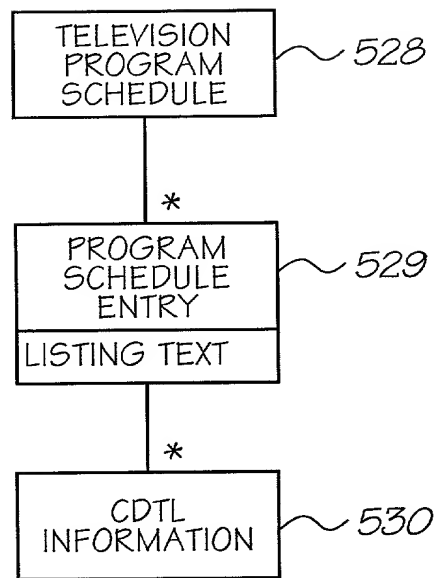 TELEVISION
PROGRAM
SCHEDULE
528
*
PROGRAM
SCHEDULE
ENTRY
529
LISTING TEXT
*
CDTL
INFORMATION
530